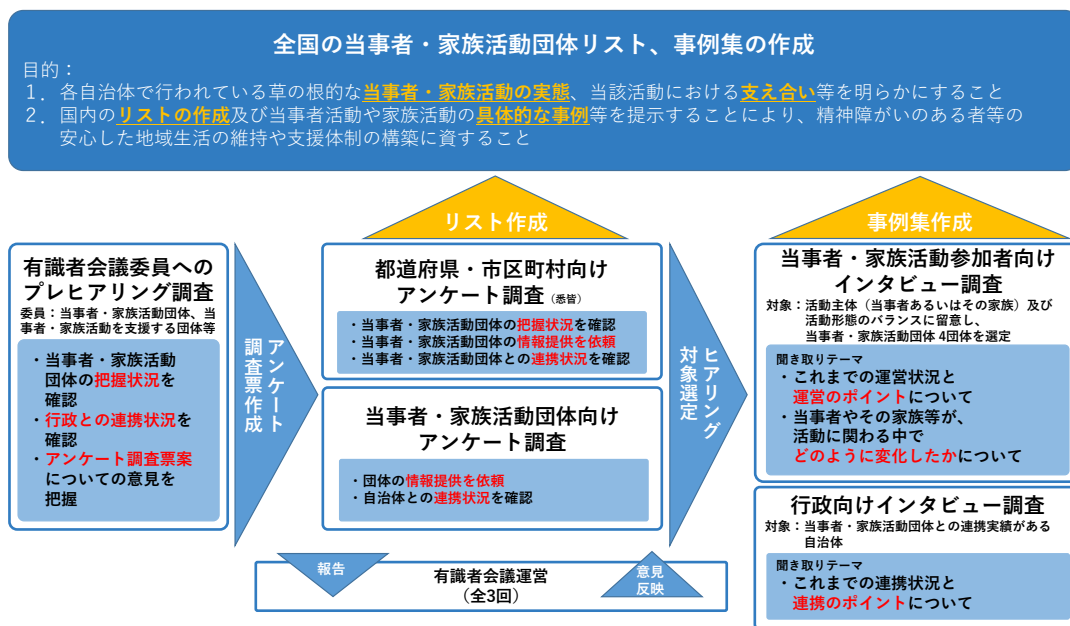 全国の当事者・家族活動団体リスト、事例集の作成
目的：
1．各自治体で行われている草の根的な当事者・家族活動の実態、当該活動における支え合い等を明らかにすること
2．国内のリストの作成及び当事者活動や家族活動の具体的な事例等を提示することにより、精神障がいのある者等の
安心した地域生活の維持や支援体制の構築に資すること
有識者会議委員への
プレヒアリング調査
委員：当事者・家族活動団体、当
事者・家族活動を支援する団体等
・当事者・家族活動
団体の把握状況を
確認
・行政との連携状況を
確認
・アンケート調査票案
についての意見を
把握
アンケート
調査票作成
リスト作成
都道府県・市区町村向け
アンケート調査（悉皆）
・当事者・家族活動団体の把握状況を確認
・当事者・家族活動団体の情報提供を依頼
・当事者・家族活動団体との連携状況を確認
当事者・家族活動団体向け
アンケート調査
・団体の情報提供を依頼
・自治体との連携状況を確認
報告
有識者会議運営
（全3回）
意見
反映
ヒアリング
対象選定
事例集作成
当事者・家族活動参加者向け
インタビュー調査
対象：活動主体（当事者あるいはその家族）及び
活動形態のバランスに留意し、
当事者・家族活動団体 4団体を選定
聞き取りテーマ
・これまでの運営状況と
運営のポイントについて
・当事者やその家族等が、
活動に関わる中で
どのように変化したかについて
行政向けインタビュー調査
対象：当事者・家族活動団体との連携実績がある
自治体
聞き取りテーマ
・これまでの連携状況と
連携のポイントについて